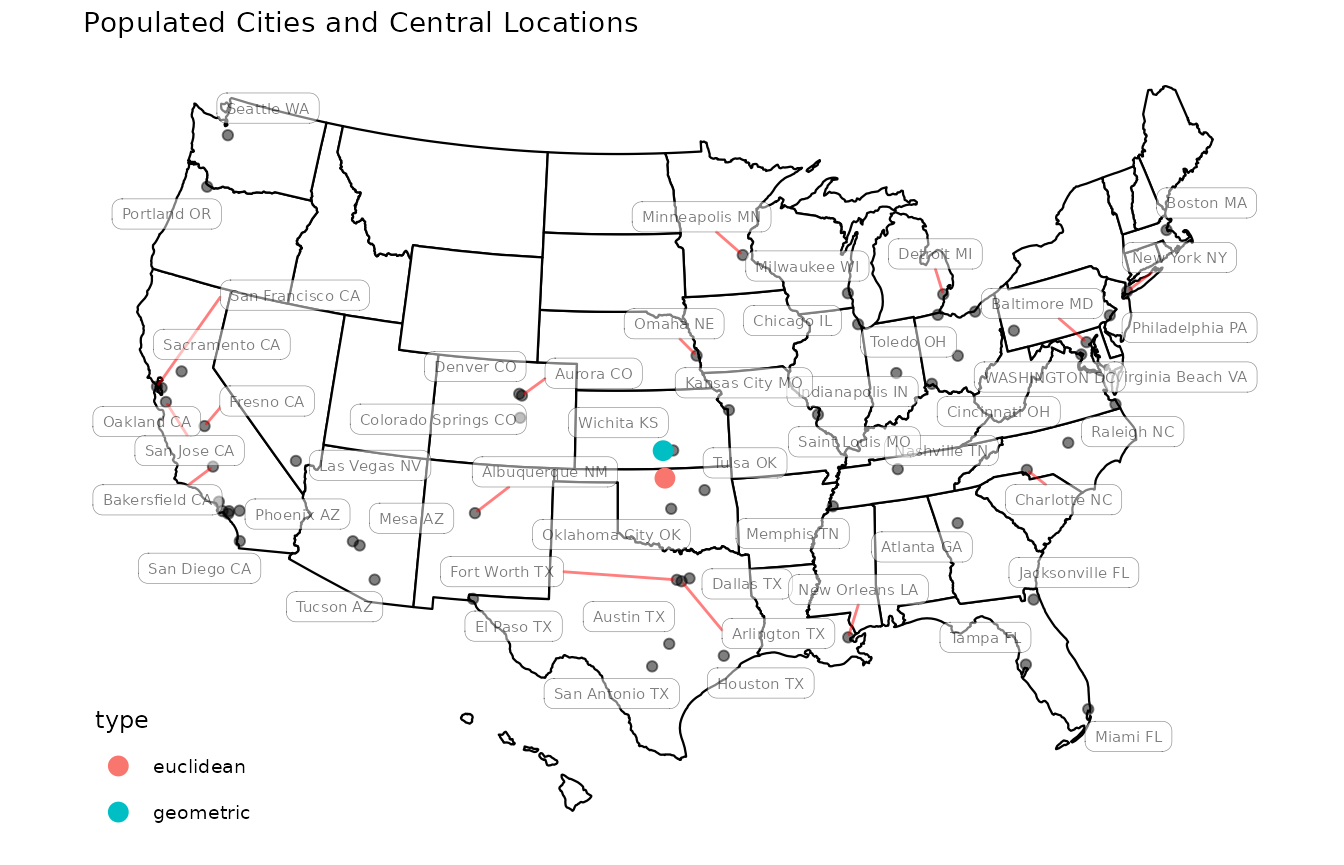 Populated Cities and Central Locations
Seattle WA
Boston MA
Portland OR
Minneapolis MN
Detroit MI
New York NY
Milwaukee WI
San Francisco CA
Baltimore MD
Omaha NE
Chicago IL
Philadelphia PA
Sacramento CA
Toledo OH
Denver CO
Aurora CO
Kansas City MO
Indianapolis IN
WASHINGTON DC
Virginia Beach VA
Fresno CA
Oakland CA
Colorado Springs CO
Wichita KS
Cincinnati OH
Raleigh NC
San Jose CA
Saint Louis MO
Nashville TN
Las Vegas NV
Albuquerque NM
Tulsa OK
Bakersfield CA
Charlotte NC
Phoenix AZ
Mesa AZ
Oklahoma City OK
Memphis TN
Atlanta GA
San Diego CA
Fort Worth TX
Dallas TX
Jacksonville FL
New Orleans LA
Tucson AZ
Austin TX
El Paso TX
Arlington TX
Tampa FL
San Antonio TX
Houston TX
Miami FL
type
euclidean
geometric